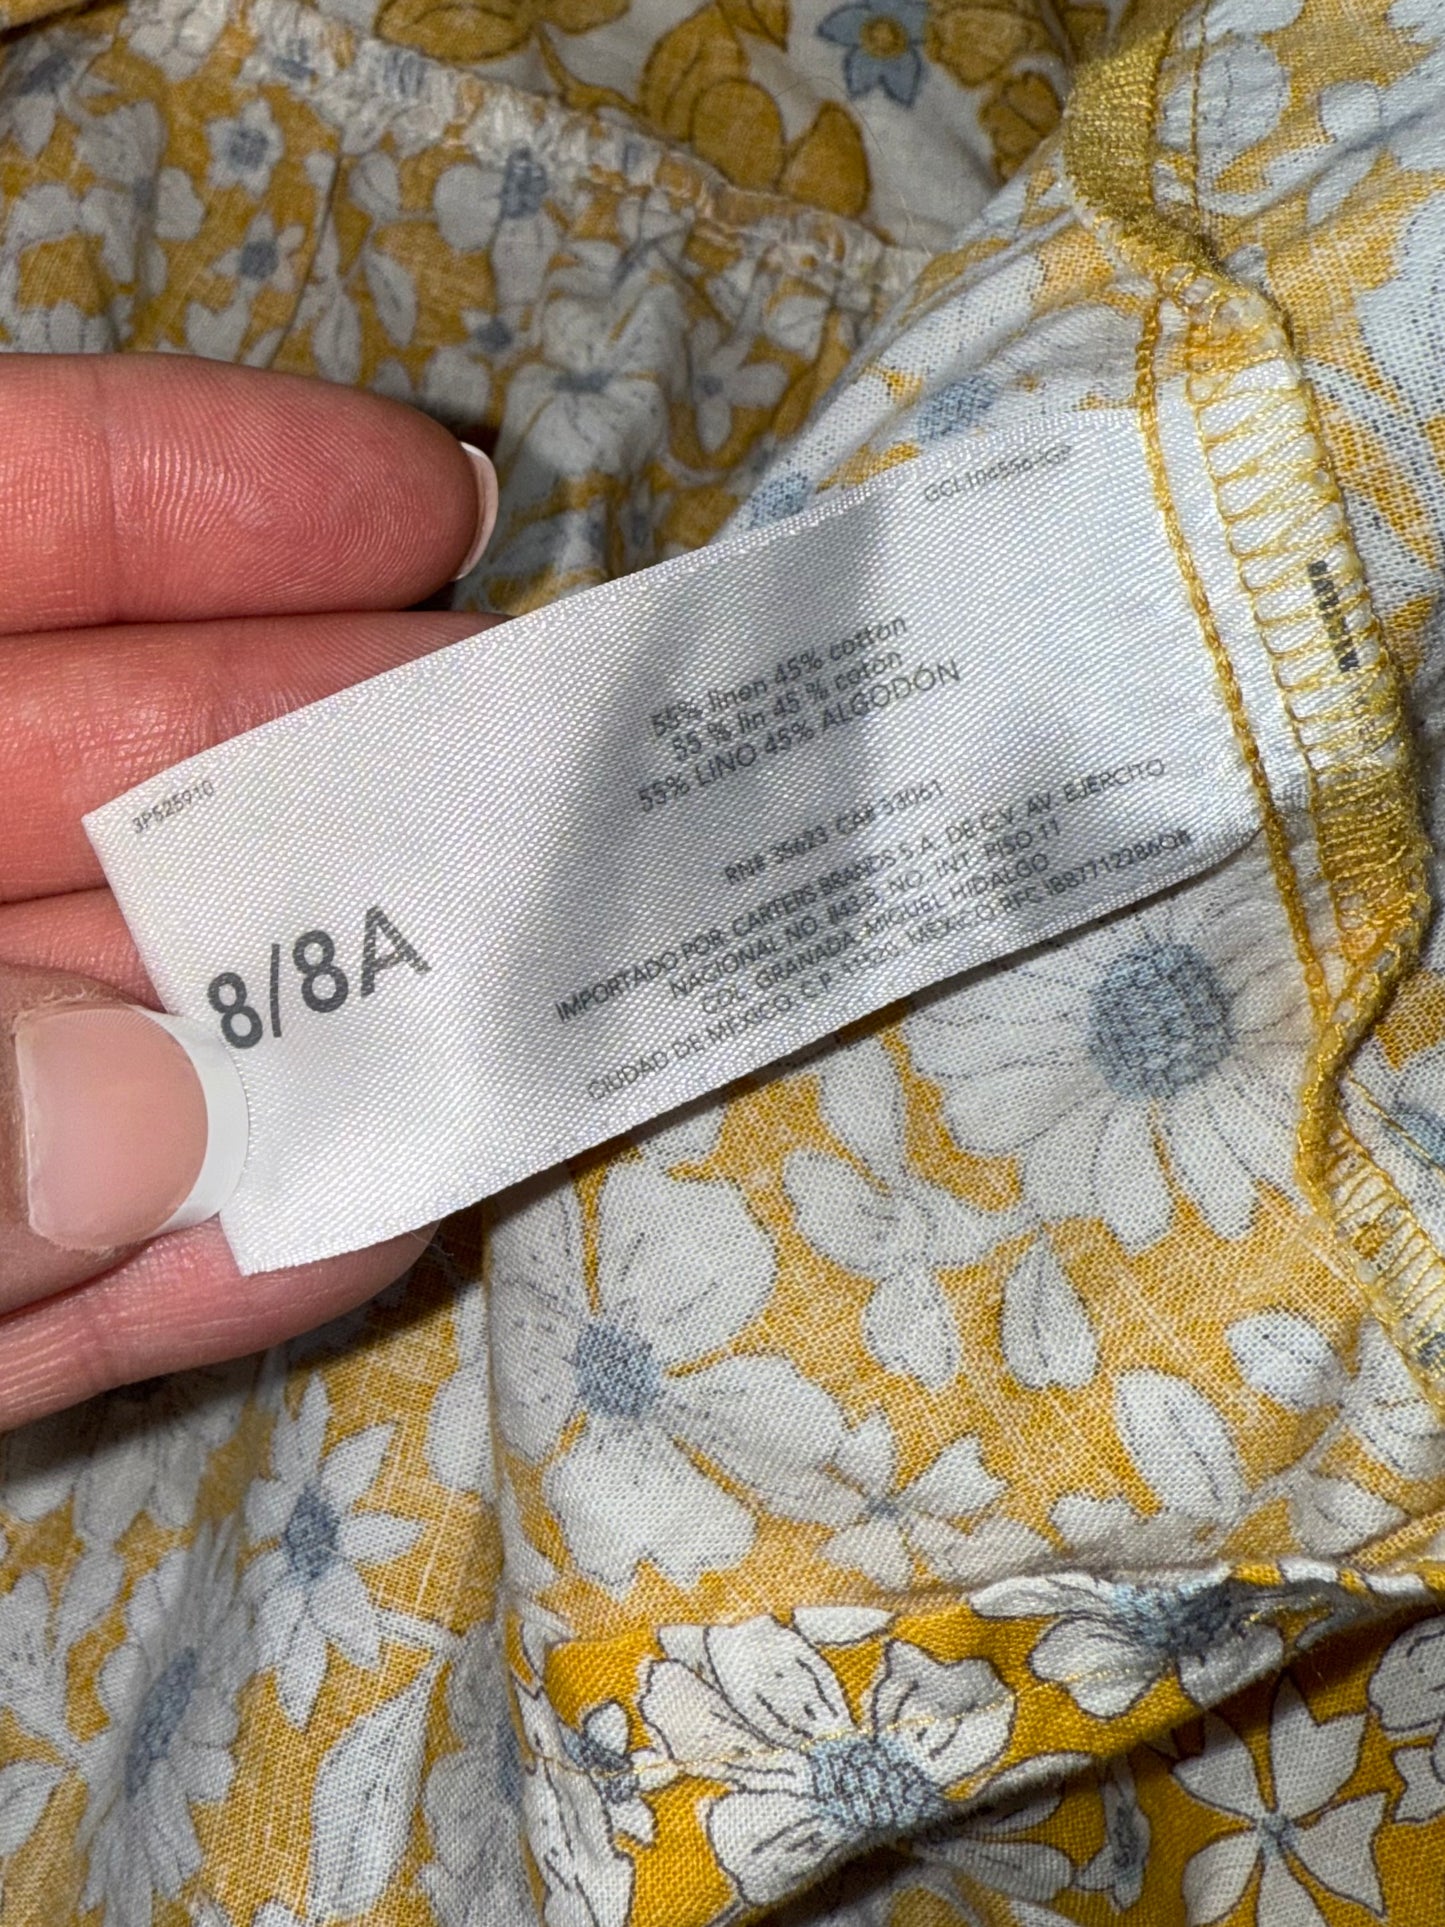 55% linen 45% cotton
55 % lin 45 % coton
55% LINO 45% ALGODÓN
RN# 35623 CA# 33061
IMPORTADO POR: CARTERS BRANDS S.A. DE C.V. AV. EJÉRCITO
NACIONAL NO. 843-B, NO. INT. PISO 11
COL. GRANADA, MIGUEL HIDALGO
CIUDAD DE MÉXICO, C.P. 11520, MÉXICO
3P525910
8/8A